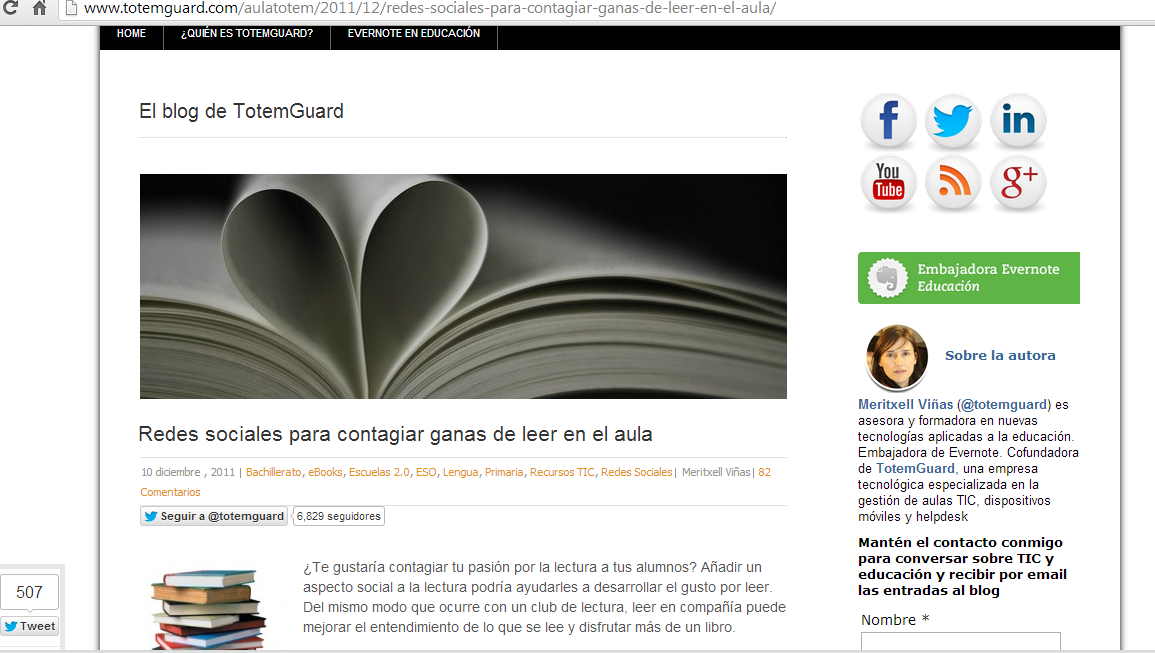 www.totemguard.com/aulatotem/2011/12/redes-sociales-para-contagiar-ganas-de-leer-en-el-aula/
HOME ¿QUIÉN ES TOTEMGUARD? EVERNOTE EN EDUCACIÓN
El blog de TotemGuard
Redes sociales para contagiar ganas de leer en el aula
10 diciembre , 2011 | Bachillerato, eBooks, Escuelas 2.0, ESO, Lengua, Primaria, Recursos TIC, Redes Sociales| Meritxell Viñas| 82
Comentarios
Seguir a @totemguard 6,829 seguidores
¿Te gustaría contagiar tu pasión por la lectura a tus alumnos? Añadir un
aspecto social a la lectura podría ayudarles a desarrollar el gusto por leer.
Del mismo modo que ocurre con un club de lectura, leer en compañía puede
mejorar el entendimiento de lo que se lee y disfrutar más de un libro.
507
Tweet
f in
You
Tube g+
Embajadora Evernote
Educación
Sobre la autora
Meritxell Viñas (@totemguard) es
asesora y formadora en nuevas
tecnologías aplicadas a la educación.
Embajadora de Evernote. Cofundadora
de TotemGuard, una empresa
tecnológica especializada en la
gestión de aulas TIC, dispositivos
móviles y helpdesk
Mantén el contacto conmigo
para conversar sobre TIC y
educación y recibir por email
las entradas al blog
Nombre *